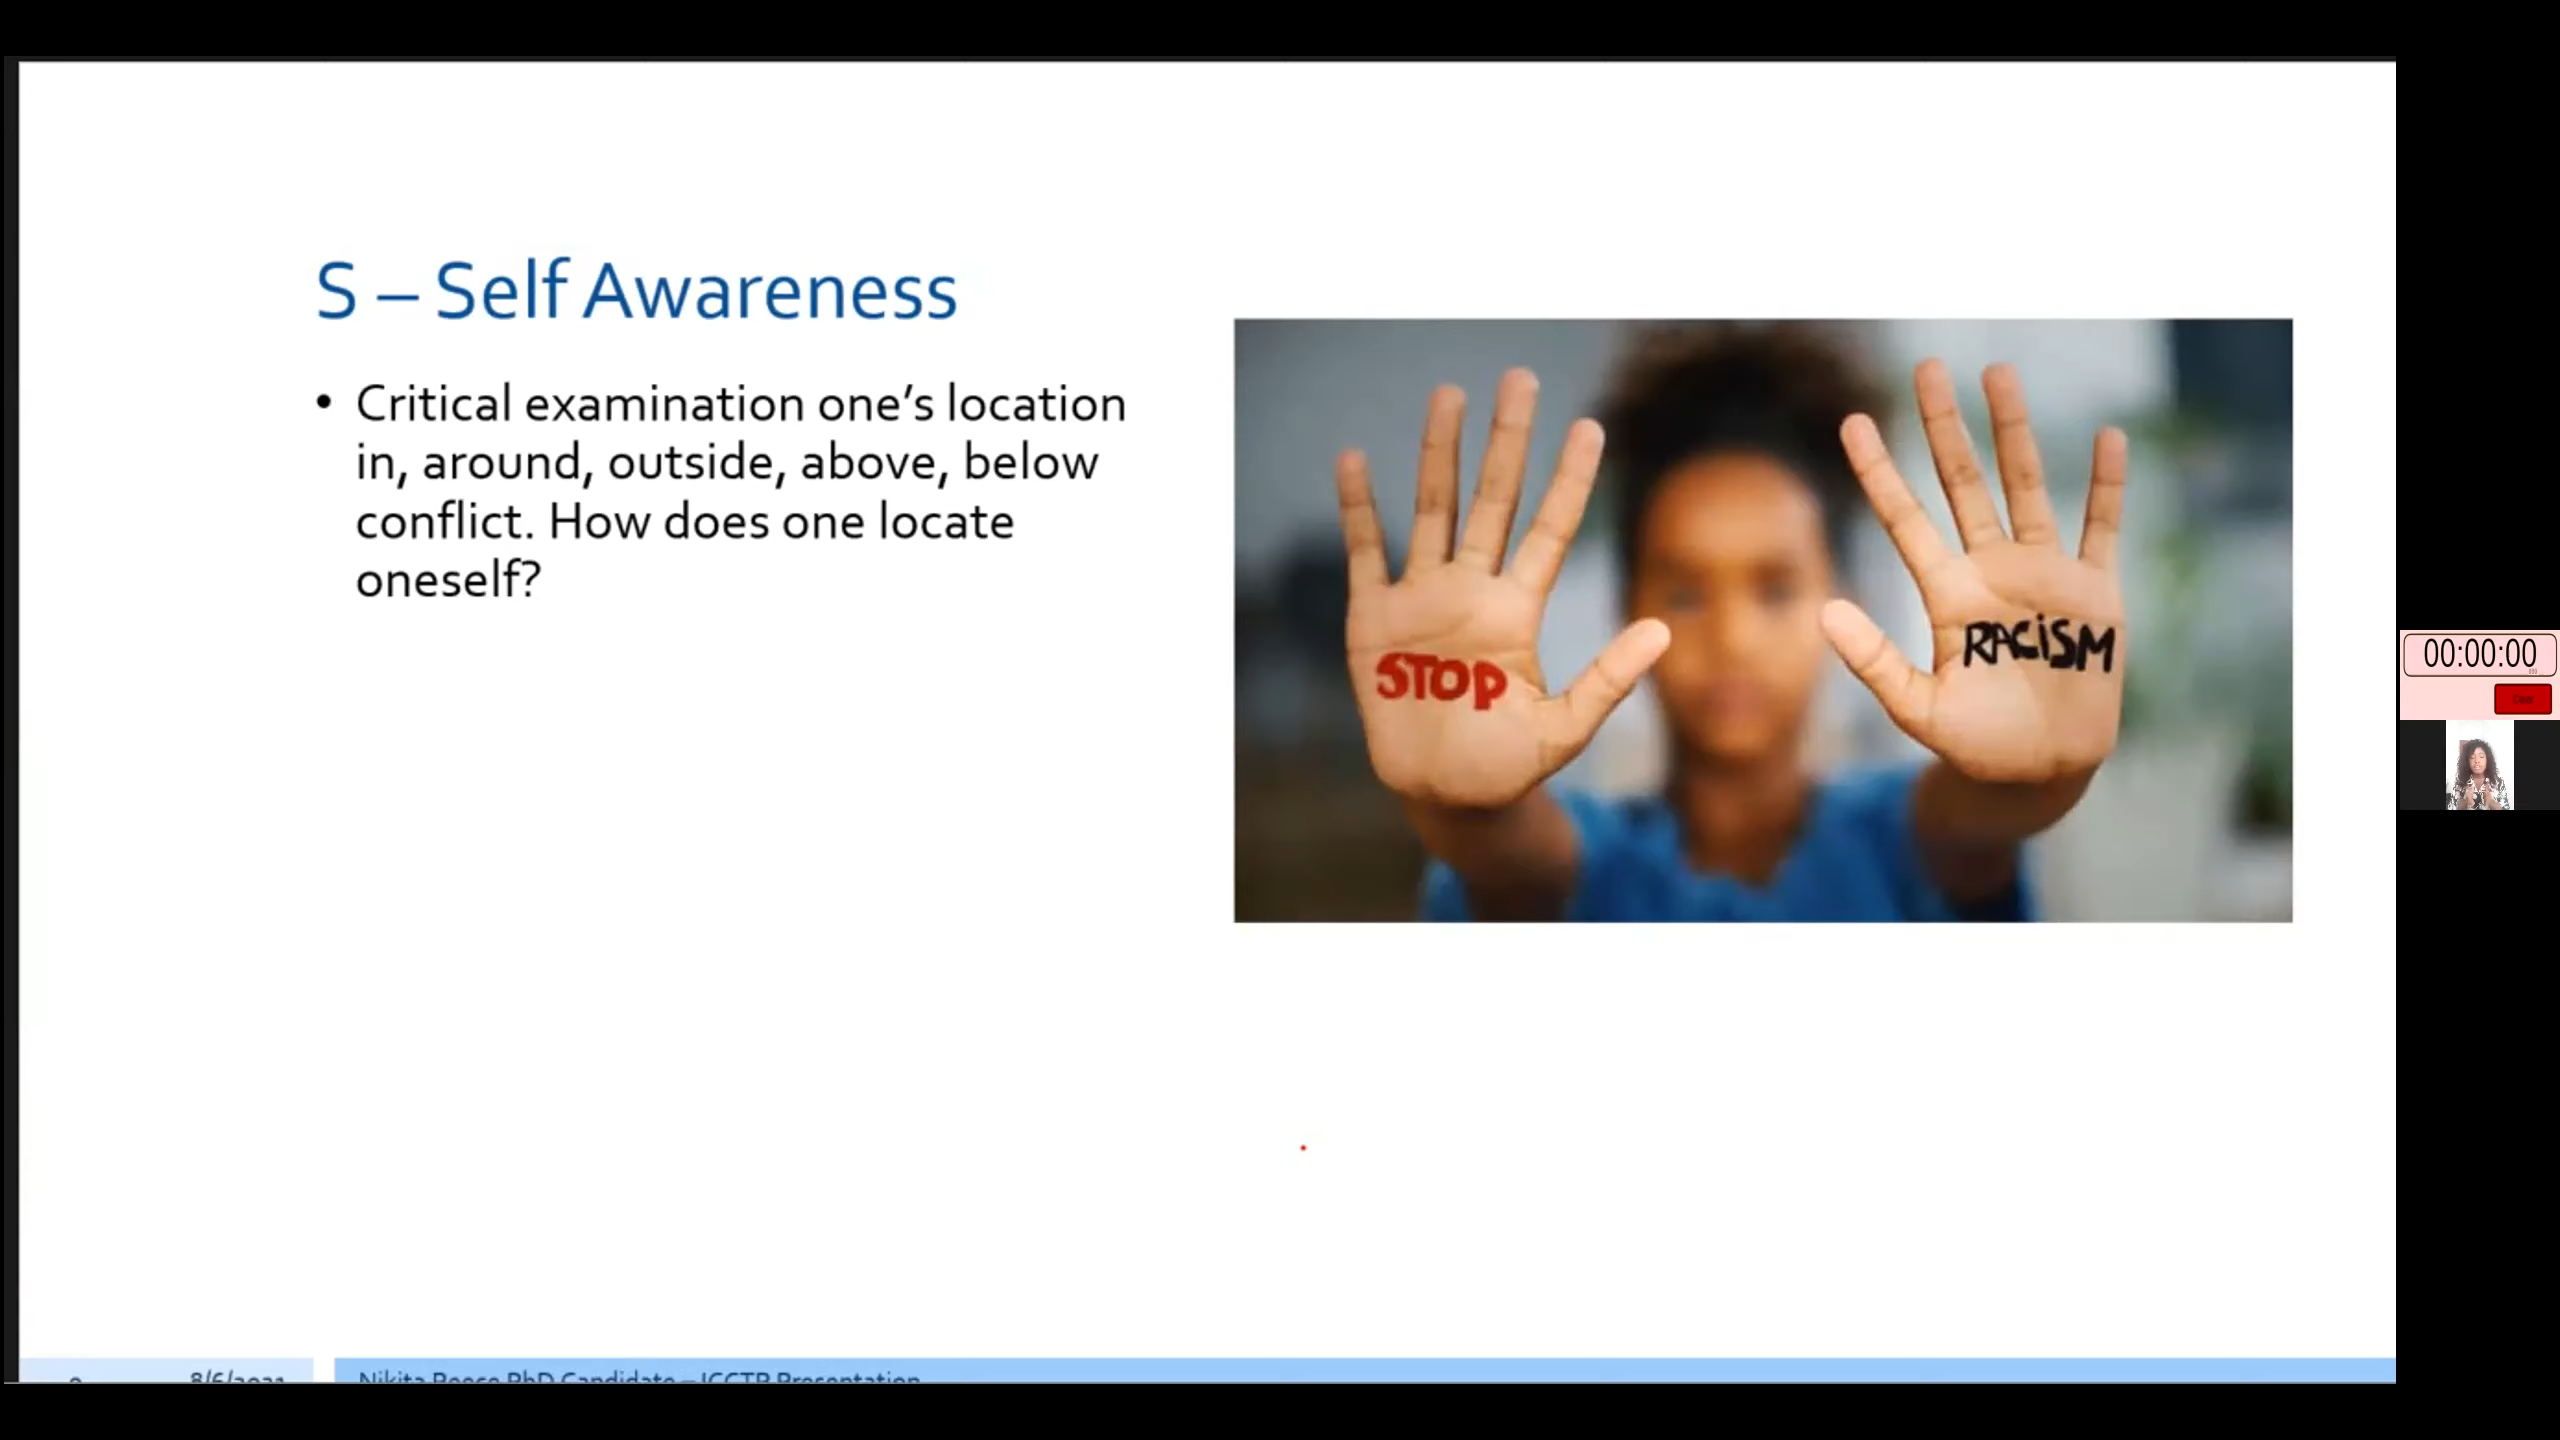 S – Self Awareness
• Critical examination one’s location
in, around, outside, above, below
conflict. How does one locate
oneself?
STOP
RACISM
00:00:00
8/6/2021
Nikita Reece PhD Candidate – ICCTP Presentation